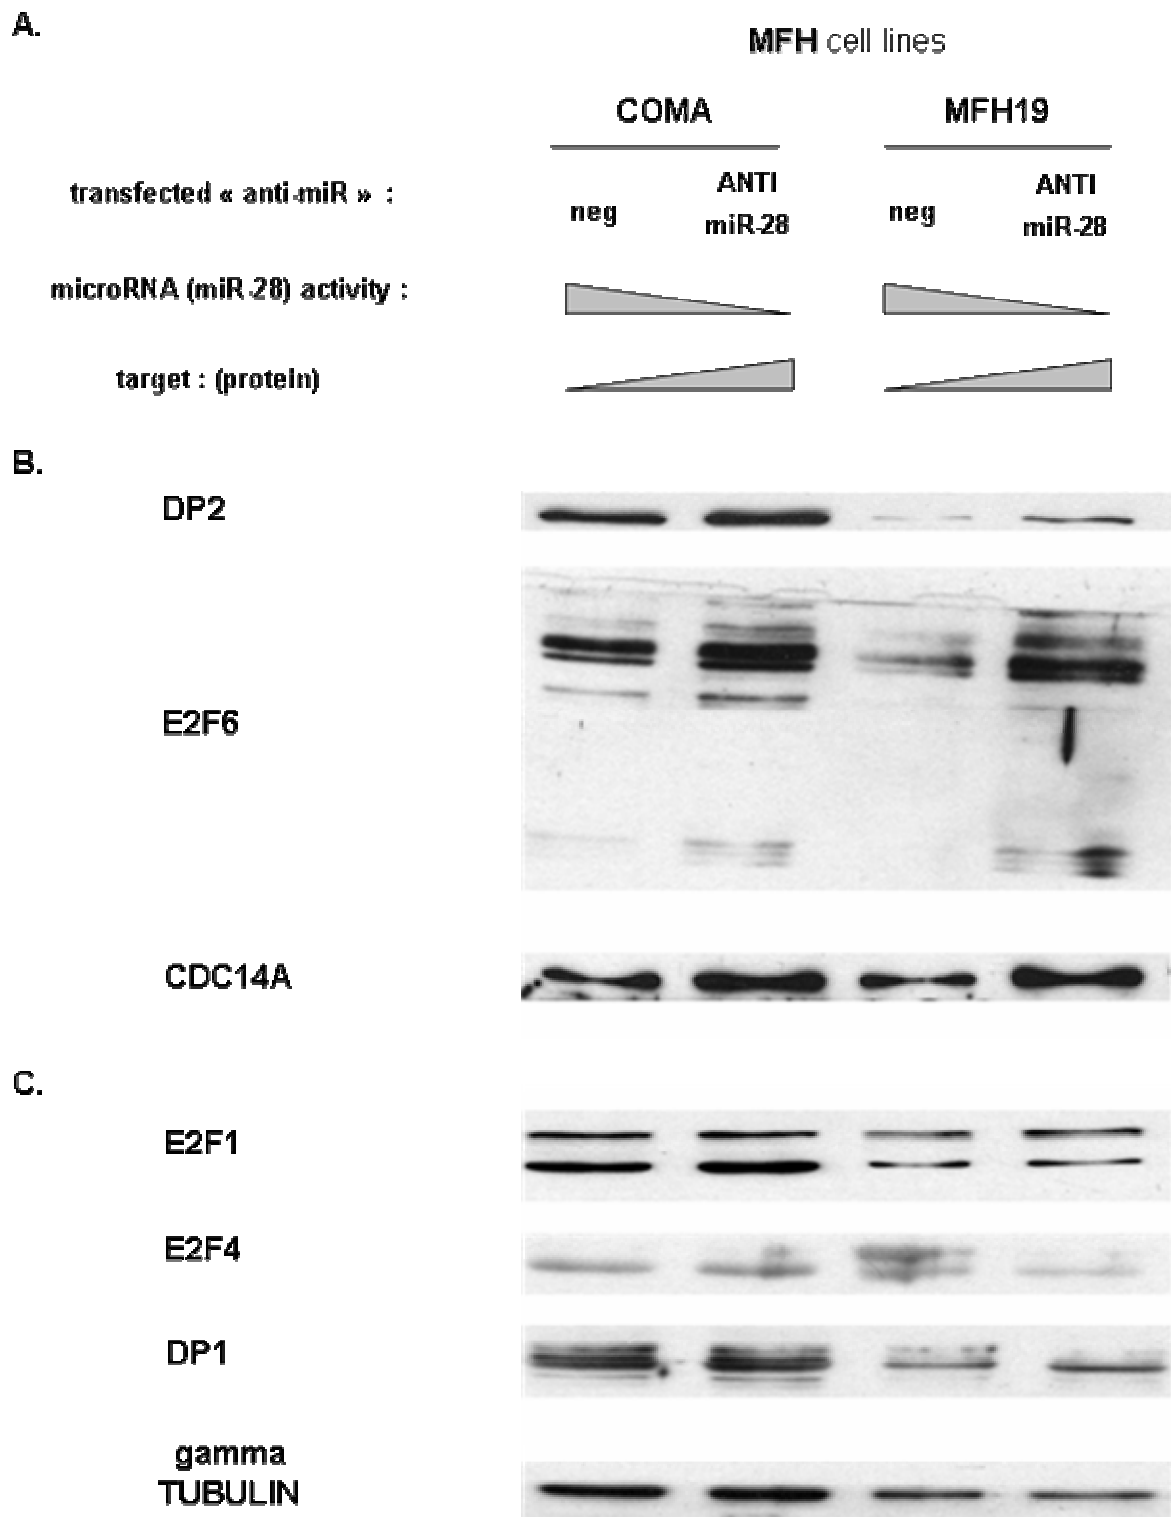 A.
MFH cell lines
COMA MFH19
transfected « anti-miR » : neg ANTI miR-28 neg ANTI miR-28
microRNA (miR-28) activity :
target : (protein)
B.
DP2
E2F6
CDC14A
C.
E2F1
E2F4
DP1
gamma
TUBULIN